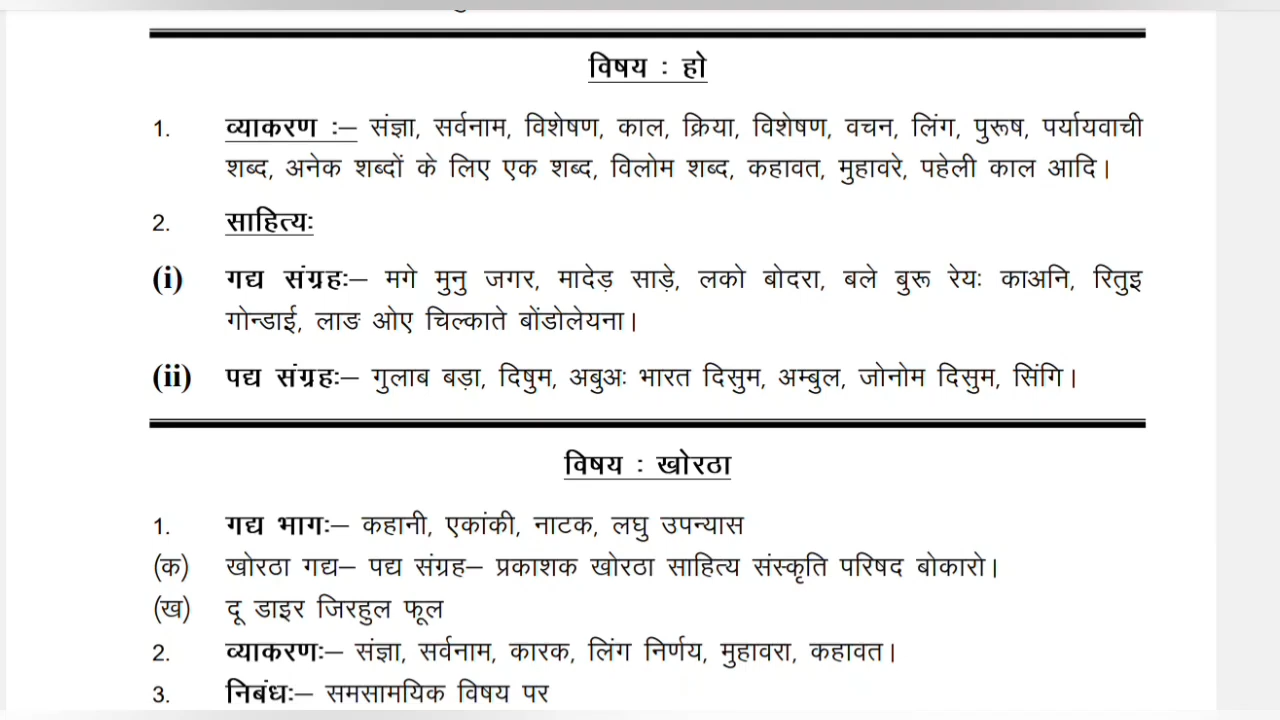 विषय : हो
1. व्याकरण :– संज्ञा, सर्वनाम, विशेषण, काल, क्रिया, विशेषण, वचन, लिंग, पुरूष, पर्यायवाची
शब्द, अनेक शब्दों के लिए एक शब्द, विलोम शब्द, कहावत, मुहावरे, पहेली काल आदि।
2. साहित्यः
(i) गद्य संग्रहः– मगे मुनु जगर, मादेड़ साड़े, लको बोदरा, बले बुरू रेयः काअनि, रितुइ
गोन्डाई, लाङ ओए चिल्काते बोंडोलेयना।
(ii) पद्य संग्रहः– गुलाब बड़ा, दिषुम, अबुअः भारत दिसुम, अम्बुल, जोनोम दिसुम, सिंगि।
विषय : खोरठा
1. गद्य भागः– कहानी, एकांकी, नाटक, लघु उपन्यास
(क) खोरठा गद्य– पद्य संग्रह– प्रकाशक खोरठा साहित्य संस्कृति परिषद बोकारो।
(ख) दू डाइर जिरहुल फूल
2. व्याकरणः– संज्ञा, सर्वनाम, कारक, लिंग निर्णय, मुहावरा, कहावत।
3. निबंधः– समसामयिक विषय पर